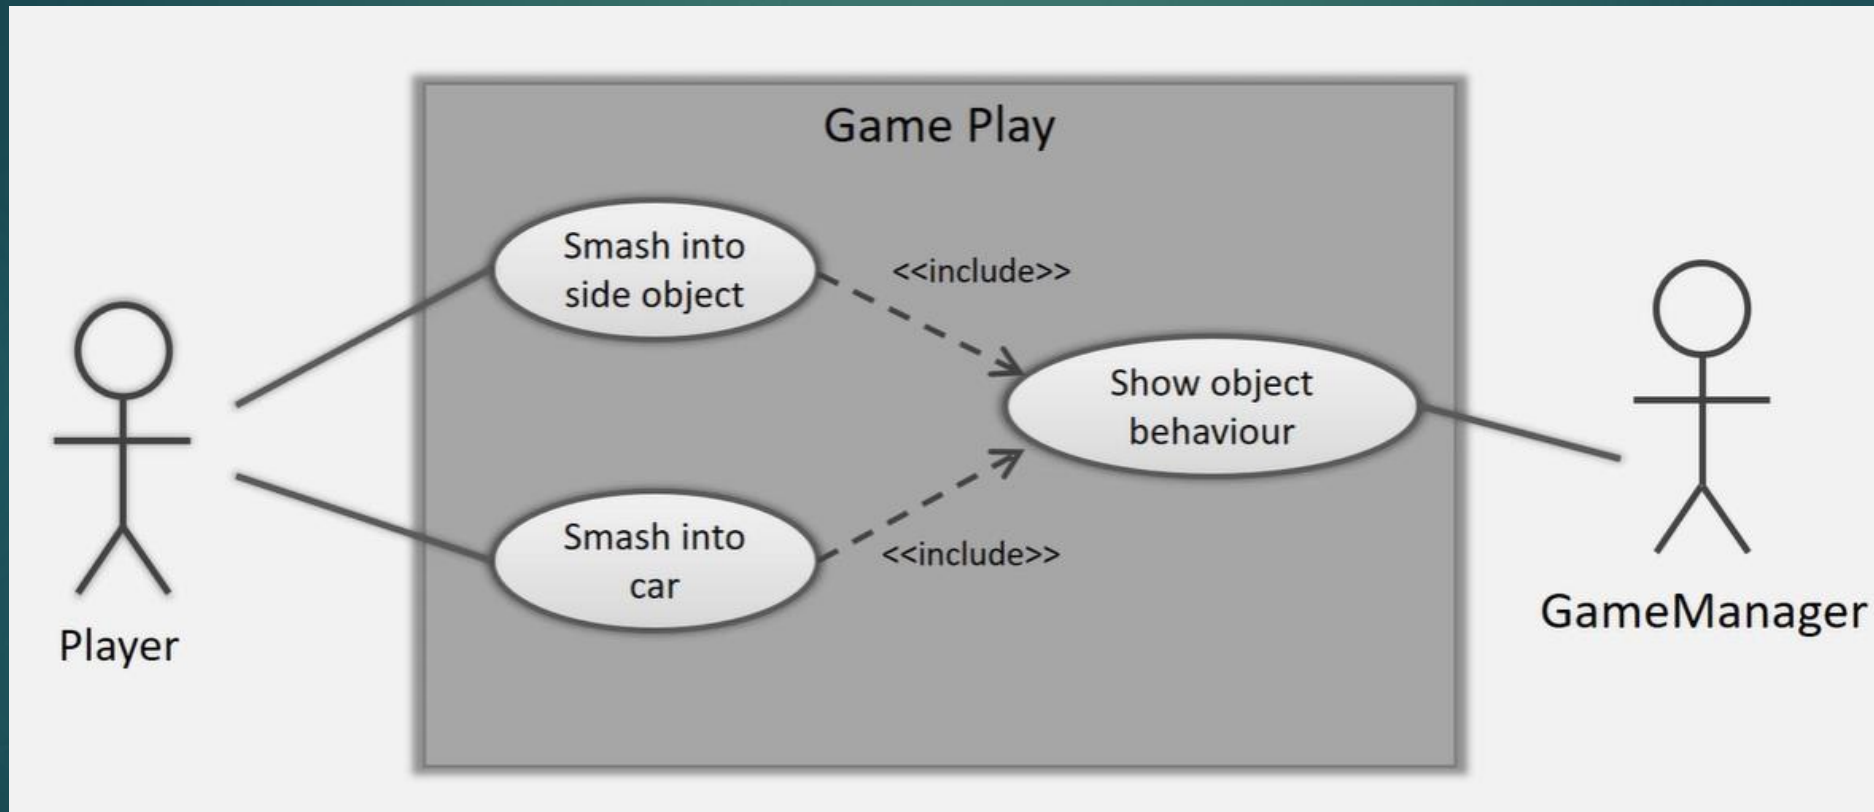 Game Play
Smash into
side object
<<include>>
Show object
behaviour
Smash into
car
<<include>>
Player
GameManager